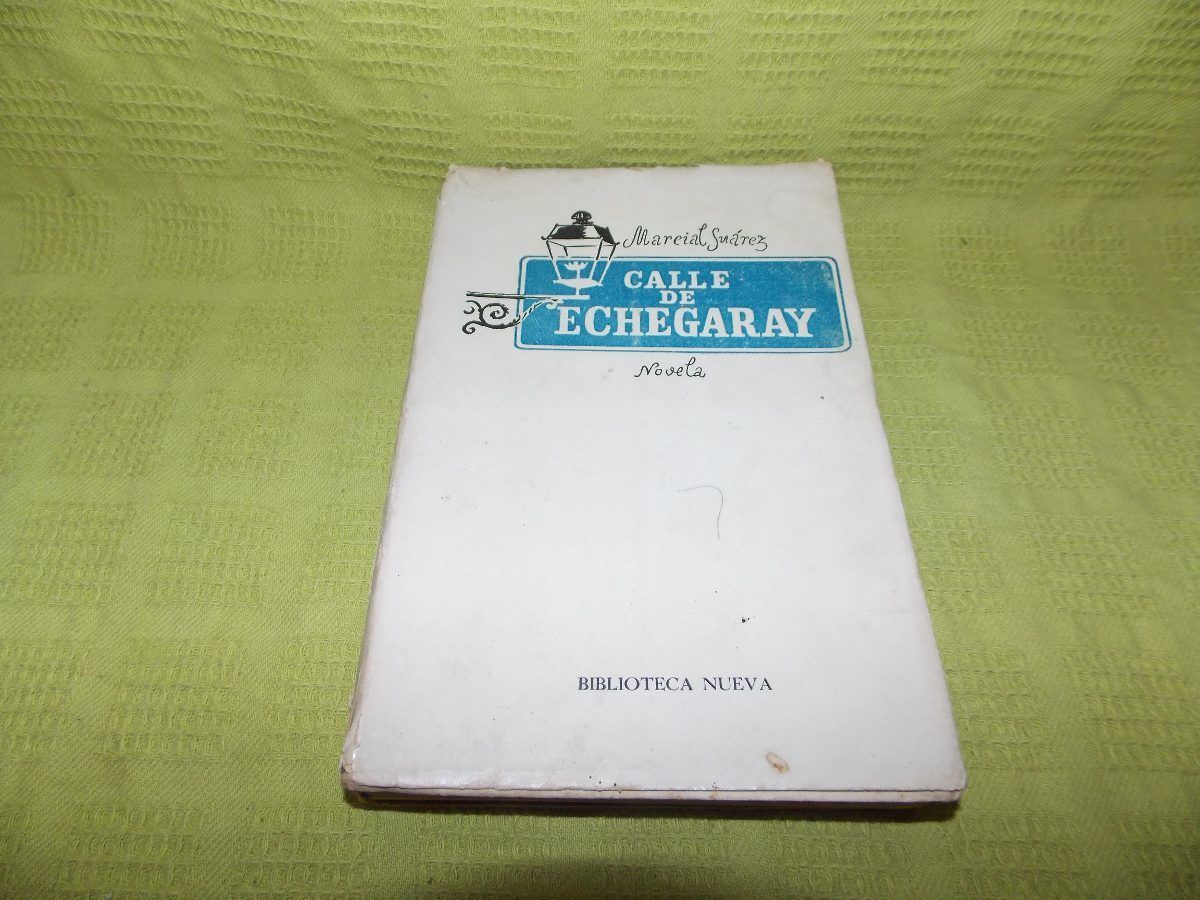 Marcial Suárez
CALLE
DE
ECHEGARAY
Novela
BIBLIOTECA NUEVA